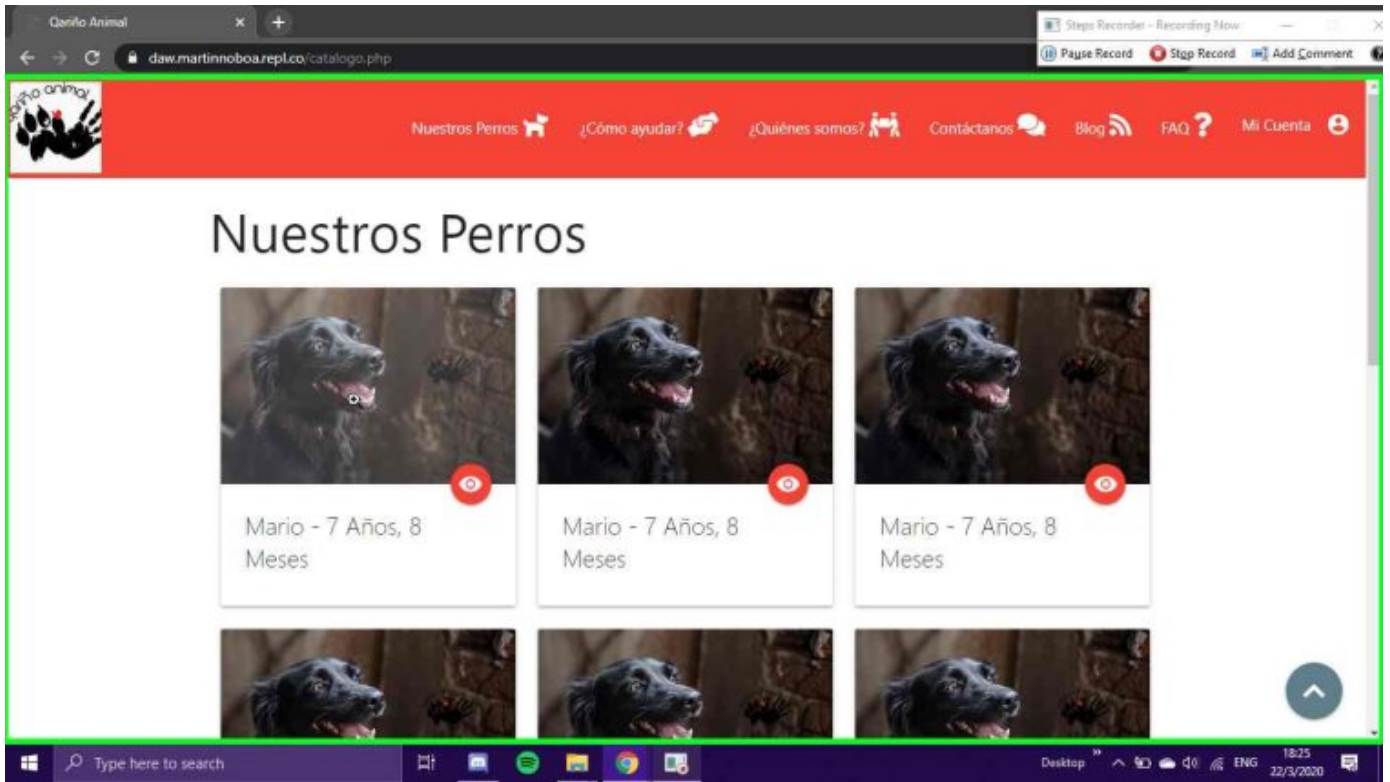 Qariño Animal
Steps Recorder - Recording Now
daw.martinnoboa.repl.co/catalogo.php
Pause Record Stop Record Add Comment
qariño animal
Nuestros Perros ¿Cómo ayudar? ¿Quiénes somos? Contáctanos Blog FAQ ? Mi Cuenta
Nuestros Perros
Mario - 7 Años, 8
Meses
Mario - 7 Años, 8
Meses
Mario - 7 Años, 8
Meses
Type here to search
Desktop
ENG
18:25
22/3/2020